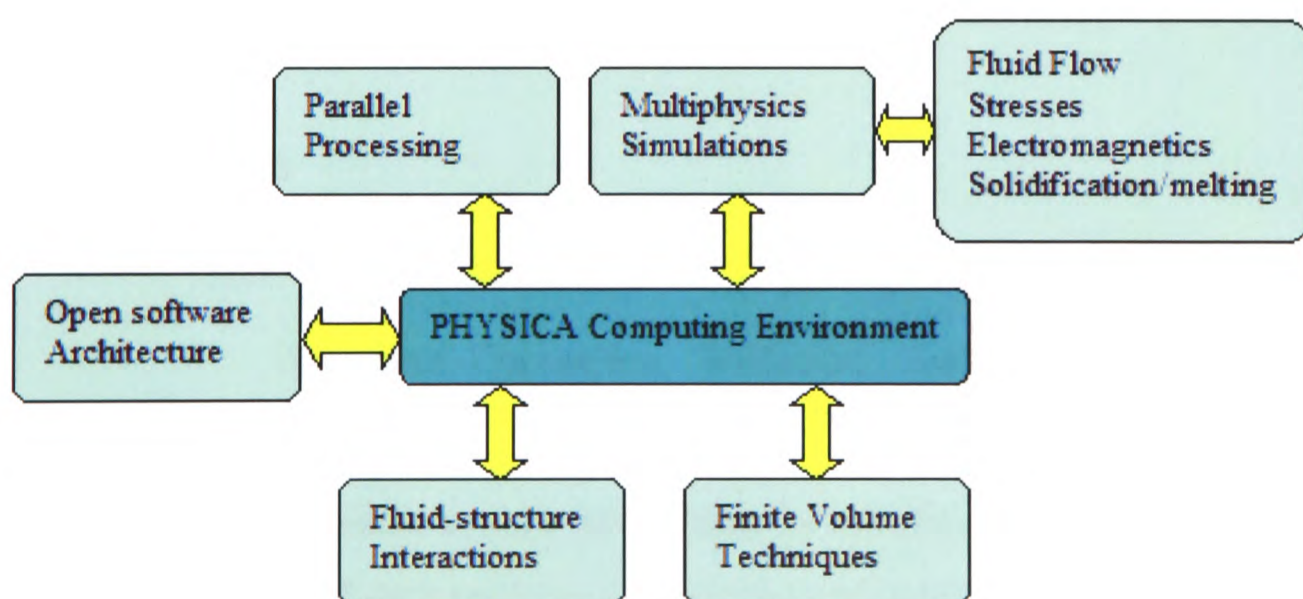 Parallel
Processing
Multiphysics
Simulations
Fluid Flow
Stresses
Electromagnetics
Solidification/melting
Open software
Architecture
PHYSICA Computing Environment
Fluid-structure
Interactions
Finite Volume
Techniques